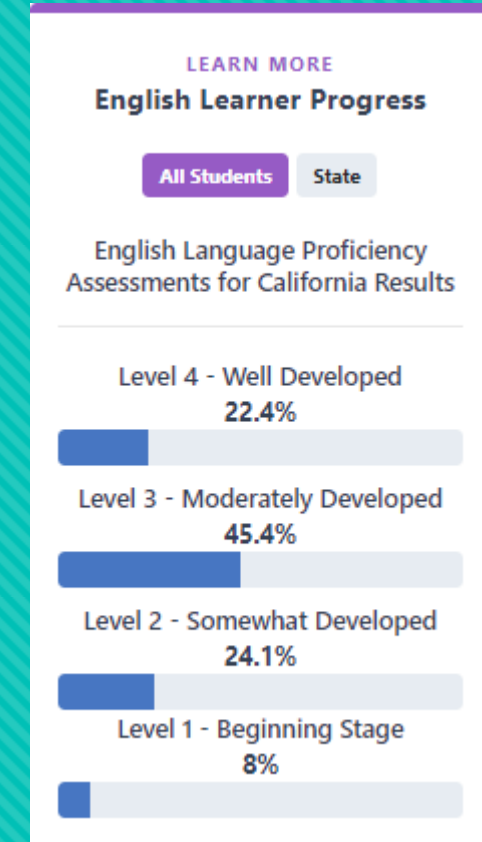 LEARN MORE
English Learner Progress
All Students State
English Language Proficiency
Assessments for California Results
Level 4 - Well Developed
22.4%
Level 3 - Moderately Developed
45.4%
Level 2 - Somewhat Developed
24.1%
Level 1 - Beginning Stage
8%